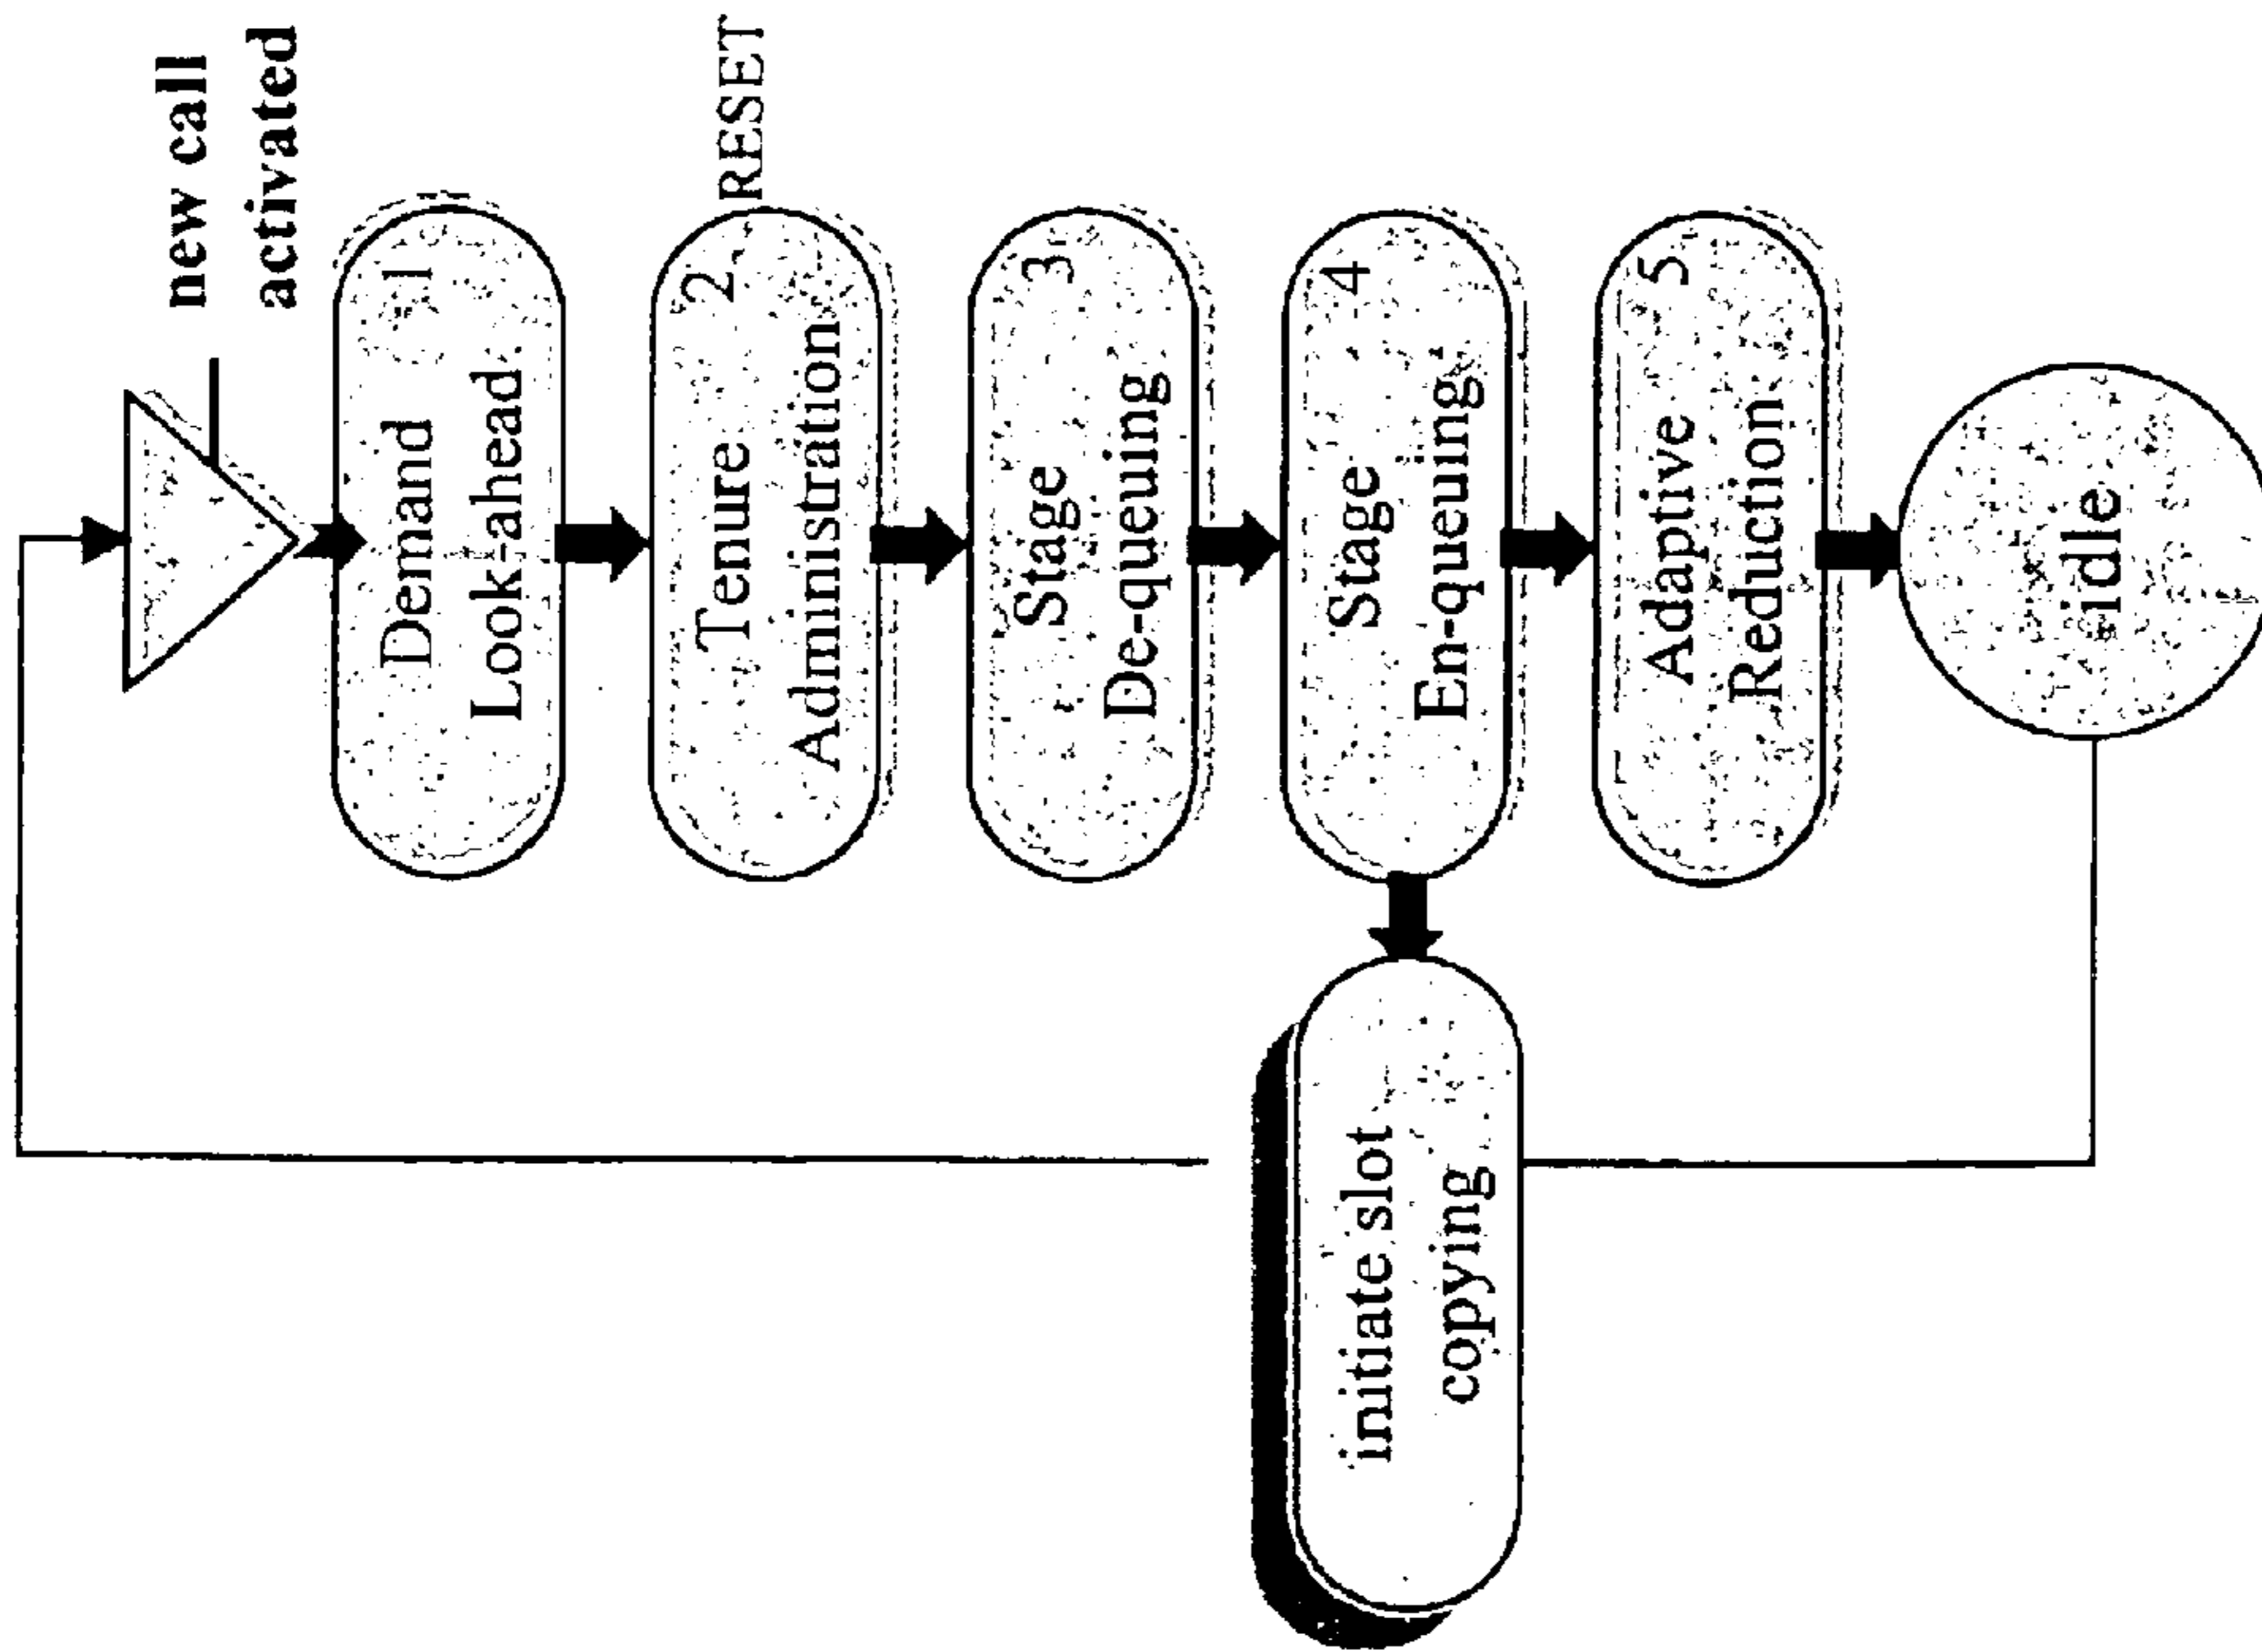 new call
activated
Demand
1
Look-ahead
RESET
Tenure
2
Administration
Stage
3
De-queuing
Stage
4
En-queuing
Adaptive
5
Reduction
idle
initiate slot
copying